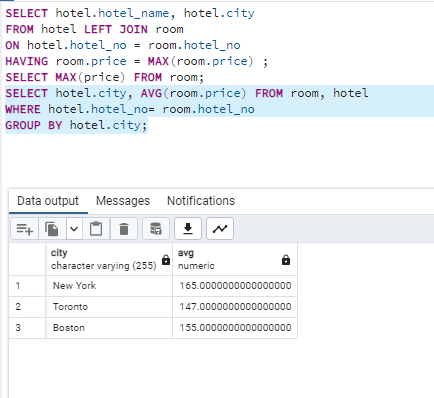 SELECT hotel.hotel_name, hotel.city
FROM hotel LEFT JOIN room
ON hotel.hotel_no = room.hotel_no
HAVING room.price = MAX(room.price) ;
SELECT MAX(price) FROM room;
SELECT hotel.city, AVG(room.price) FROM room, hotel
WHERE hotel.hotel_no= room.hotel_no
GROUP BY hotel.city;
Data output Messages Notifications
city avg
character varying (255) numeric
1 New York 165.0000000000000000
2 Toronto 147.0000000000000000
3 Boston 155.0000000000000000